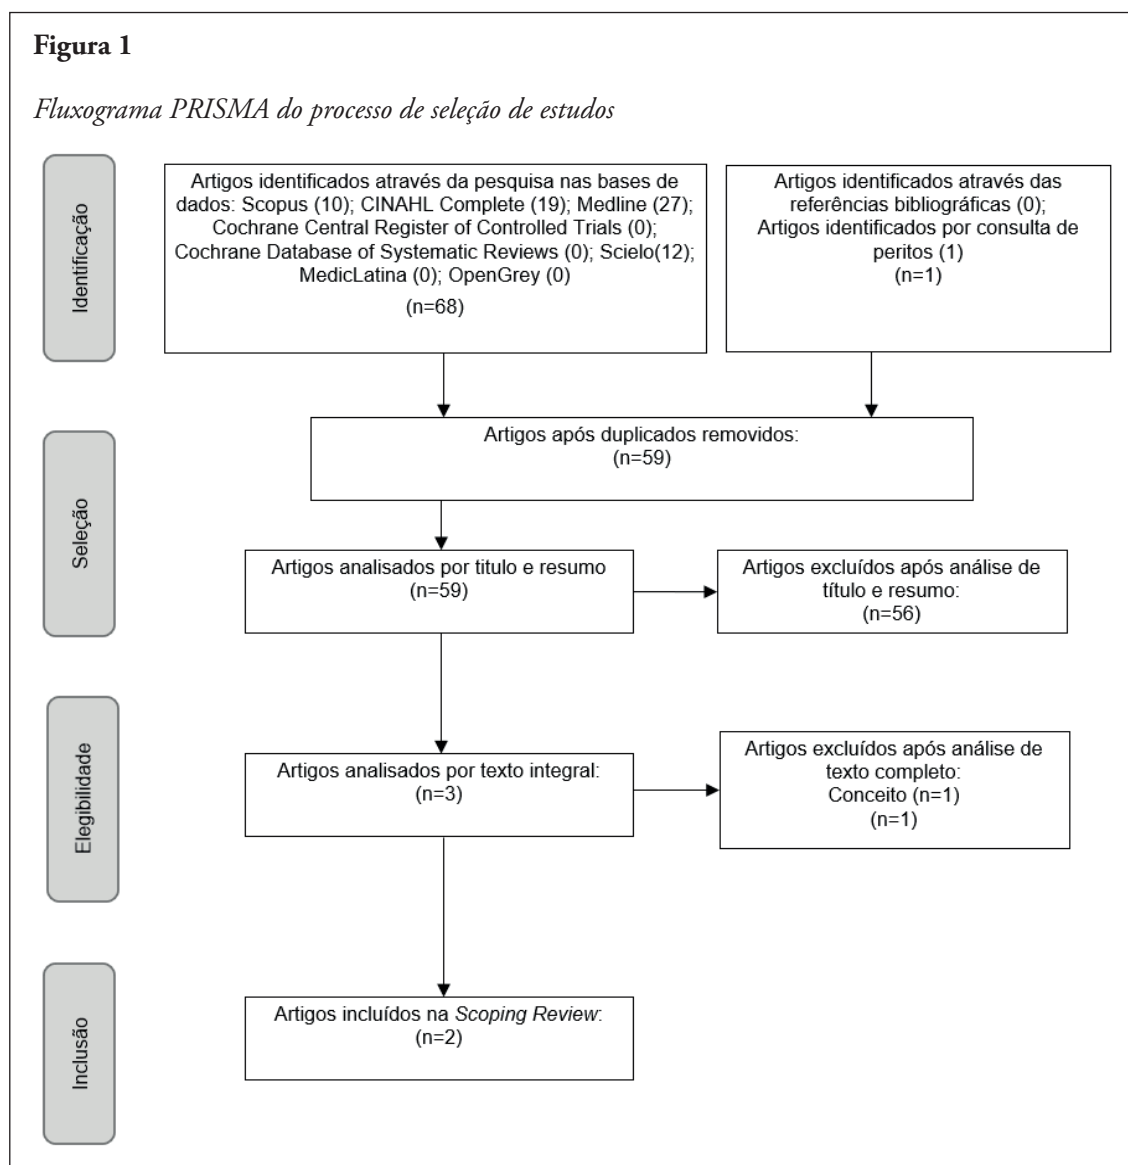 Figura 1
Fluxograma PRISMA do processo de seleção de estudos
Identificação
Artigos identificados através da pesquisa nas bases de
dados: Scopus (10); CINAHL Complete (19); Medline (27);
Cochrane Central Register of Controlled Trials (0);
Cochrane Database of Systematic Reviews (0); Scielo(12);
MedicLatina (0); OpenGrey (0)
(n=68)
Artigos identificados através das
referências bibliográficas (0);
Artigos identificados por consulta de
peritos (1)
(n=1)
Seleção
Artigos após duplicados removidos:
(n=59)
Artigos analisados por titulo e resumo
(n=59)
Artigos excluídos após análise de
título e resumo:
(n=56)
Elegibilidade
Artigos analisados por texto integral:
(n=3)
Artigos excluídos após análise de
texto completo:
Conceito (n=1)
(n=1)
Inclusão
Artigos incluídos na Scoping Review:
(n=2)